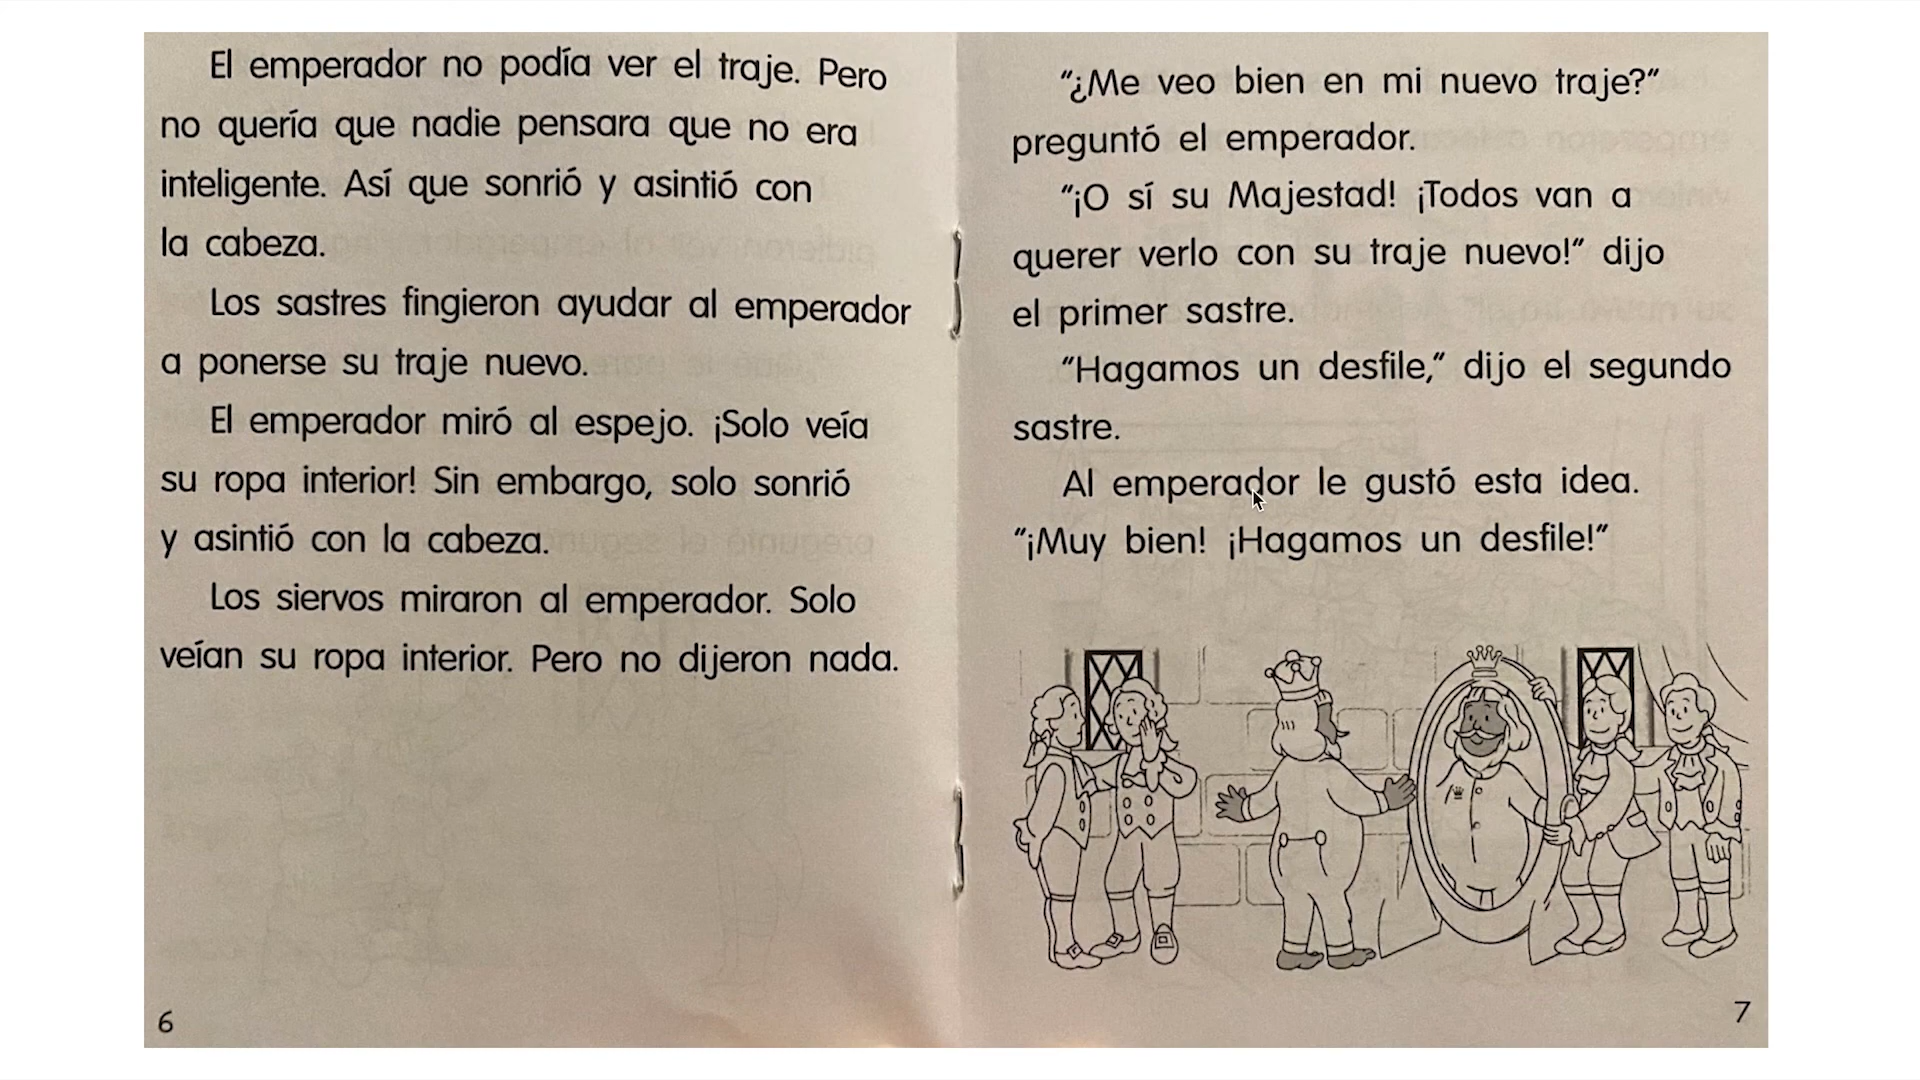 El emperador no podía ver el traje. Pero
no quería que nadie pensara que no era
inteligente. Así que sonrió y asintió con
la cabeza.
Los sastres fingieron ayudar al emperador
a ponerse su traje nuevo.
El emperador miró al espejo. ¡Solo veía
su ropa interior! Sin embargo, solo sonrió
y asintió con la cabeza.
Los siervos miraron al emperador. Solo
veían su ropa interior. Pero no dijeron nada.
6
“¿Me veo bien en mi nuevo traje?”
preguntó el emperador.
“¡O sí su Majestad! ¡Todos van a
querer verlo con su traje nuevo!” dijo
el primer sastre.
“Hagamos un desfile,” dijo el segundo
sastre.
Al emperador le gustó esta idea.
“¡Muy bien! ¡Hagamos un desfile!”
7